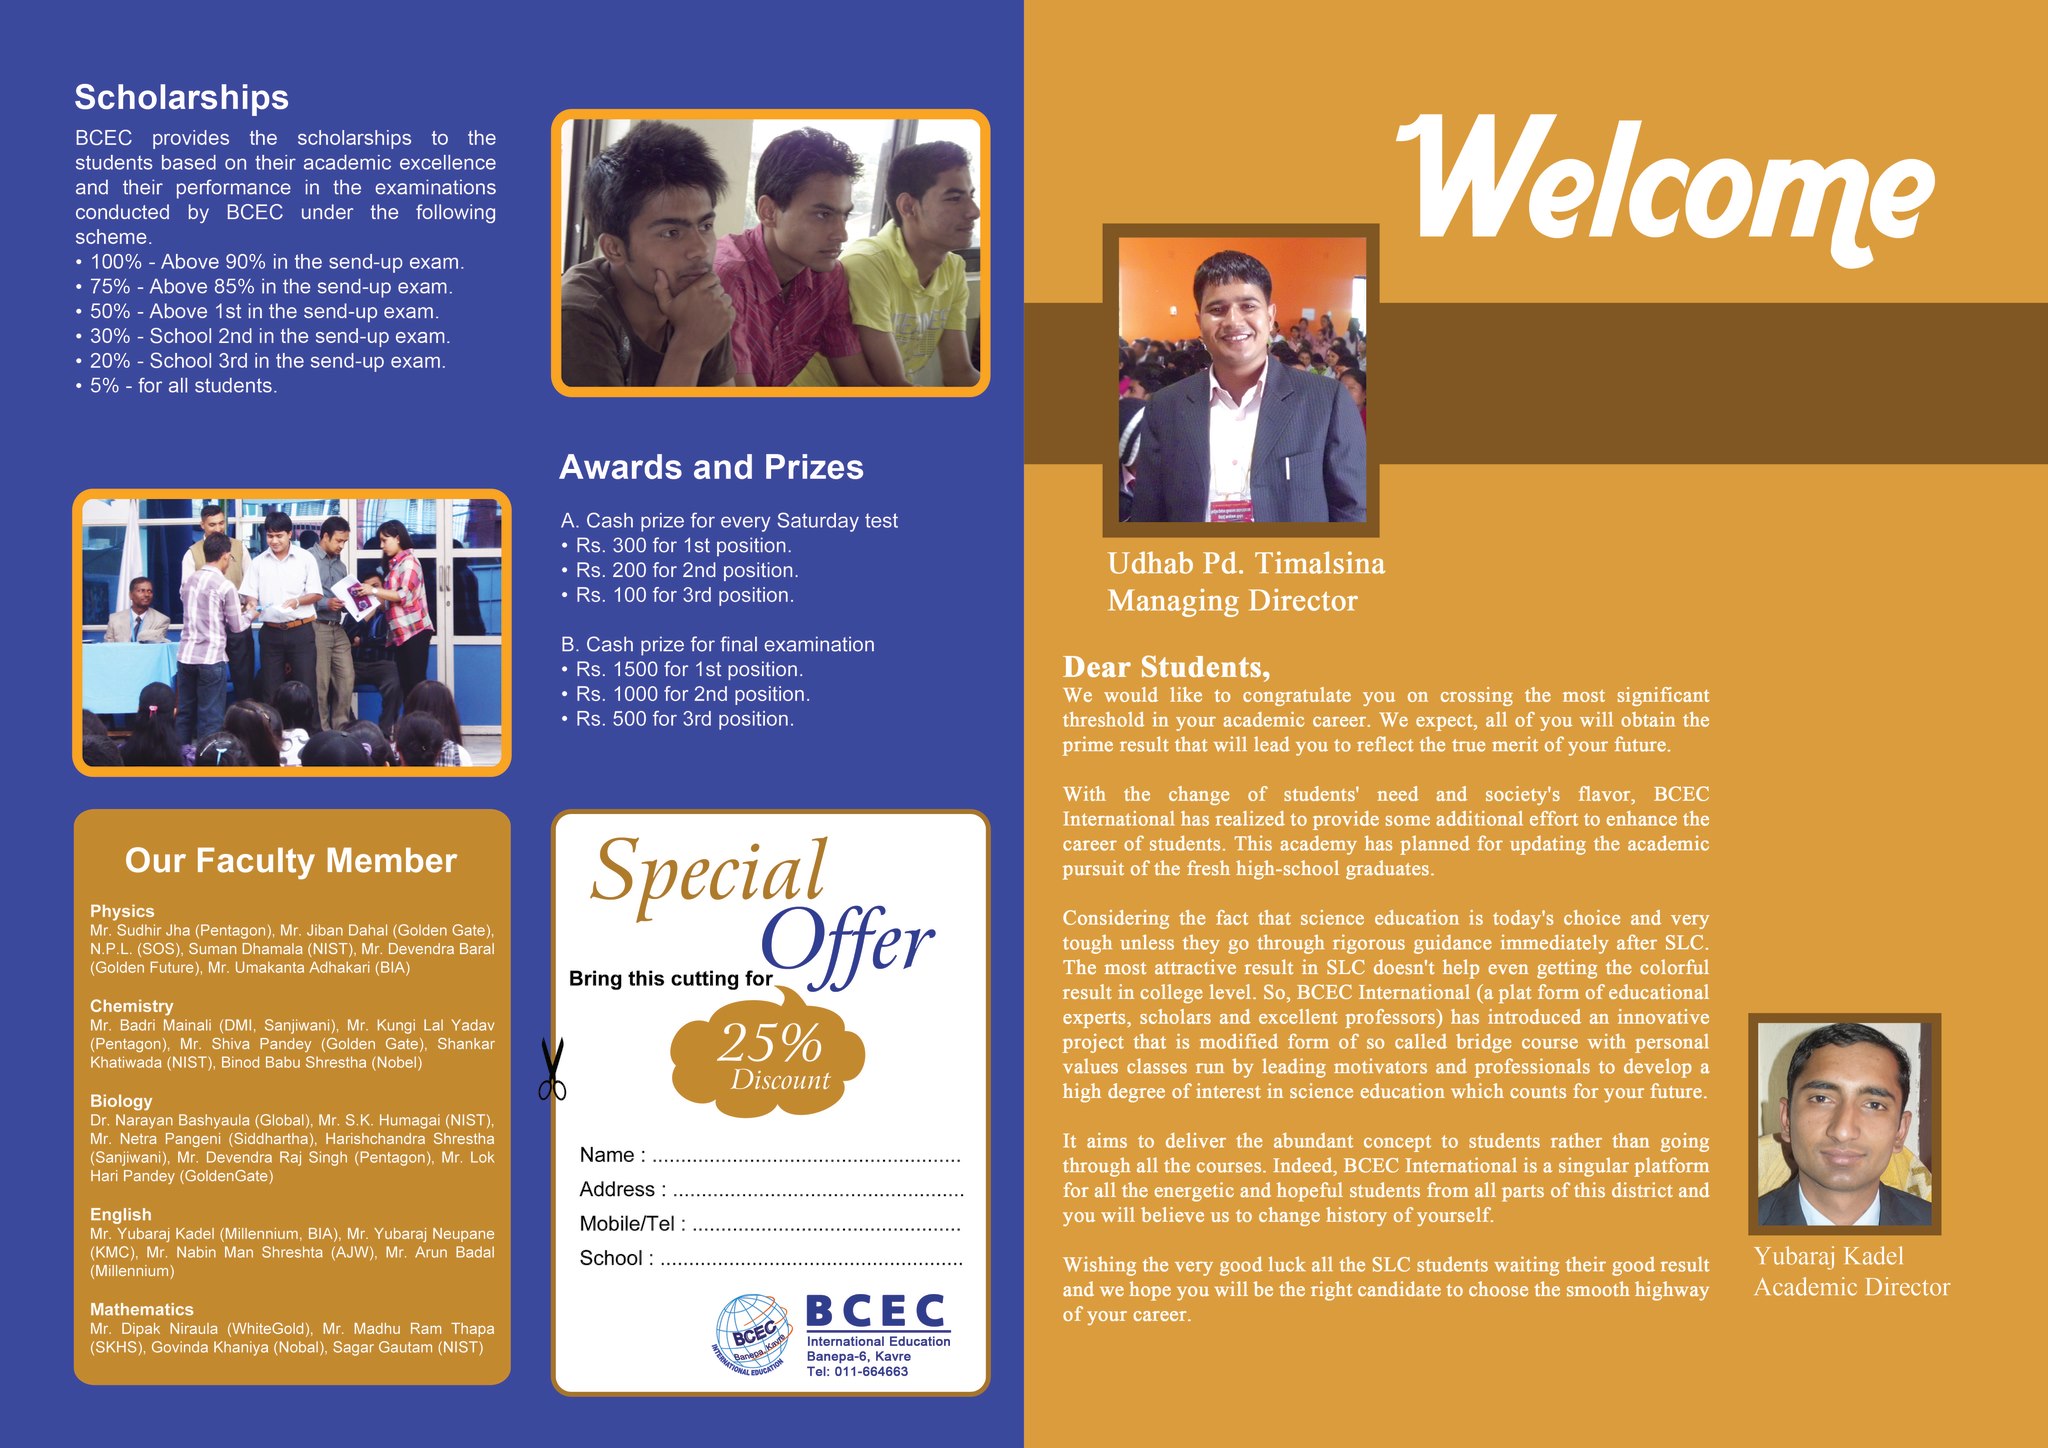 Scholarships
BCEC provides the scholarships to the
students based on their academic excellence
and their performance in the examinations
conducted by BCEC under the following
scheme.
• 100% - Above 90% in the send-up exam.
• 75% - Above 85% in the send-up exam.
• 50% - Above 1st in the send-up exam.
• 30% - School 2nd in the send-up exam.
• 20% - School 3rd in the send-up exam.
• 5% - for all students.
Our Faculty Member
Physics
Mr. Sudhir Jha (Pentagon), Mr. Jiban Dahal (Golden Gate),
N.P.L. (SOS), Suman Dhamala (NIST), Mr. Devendra Baral
(Golden Future), Mr. Umakanta Adhakari (BIA)
Chemistry
Mr. Badri Mainali (DMI, Sanjiwani), Mr. Kungi Lal Yadav
(Pentagon), Mr. Shiva Pandey (Golden Gate), Shankar
Khatiwada (NIST), Binod Babu Shrestha (Nobel)
Biology
Dr. Narayan Bashyaula (Global), Mr. S.K. Humagai (NIST),
Mr. Netra Pangeni (Siddhartha), Harishchandra Shrestha
(Sanjiwani), Mr. Devendra Raj Singh (Pentagon), Mr. Lok
Hari Pandey (GoldenGate)
English
Mr. Yubaraj Kadel (Millennium, BIA), Mr. Yubaraj Neupane
(KMC), Mr. Nabin Man Shreshta (AJW), Mr. Arun Badal
(Millennium)
Mathematics
Mr. Dipak Niraula (WhiteGold), Mr. Madhu Ram Thapa
(SKHS), Govinda Khaniya (Nobal), Sagar Gautam (NIST)
Awards and Prizes
A. Cash prize for every Saturday test
• Rs. 300 for 1st position.
• Rs. 200 for 2nd position.
• Rs. 100 for 3rd position.
B. Cash prize for final examination
• Rs. 1500 for 1st position.
• Rs. 1000 for 2nd position.
• Rs. 500 for 3rd position.
Special
Offer
Bring this cutting for
25%
Discount
Name : ......................................................
Address : ...................................................
Mobile/Tel : ...............................................
School : .....................................................
BCEC
Banepa, Kavre
INTERNATIONAL EDUCATION
BCEC
International Education
Banepa-6, Kavre
Tel: 011-664663
Welcome
Udhab Pd. Timalsina
Managing Director
Dear Students,
We would like to congratulate you on crossing the most significant
threshold in your academic career. We expect, all of you will obtain the
prime result that will lead you to reflect the true merit of your future.
With the change of students' need and society's flavor, BCEC
International has realized to provide some additional effort to enhance the
career of students. This academy has planned for updating the academic
pursuit of the fresh high-school graduates.
Considering the fact that science education is today's choice and very
tough unless they go through rigorous guidance immediately after SLC.
The most attractive result in SLC doesn't help even getting the colorful
result in college level. So, BCEC International (a plat form of educational
experts, scholars and excellent professors) has introduced an innovative
project that is modified form of so called bridge course with personal
values classes run by leading motivators and professionals to develop a
high degree of interest in science education which counts for your future.
It aims to deliver the abundant concept to students rather than going
through all the courses. Indeed, BCEC International is a singular platform
for all the energetic and hopeful students from all parts of this district and
you will believe us to change history of yourself.
Wishing the very good luck all the SLC students waiting their good result
and we hope you will be the right candidate to choose the smooth highway
of your career.
Yubaraj Kadel
Academic Director